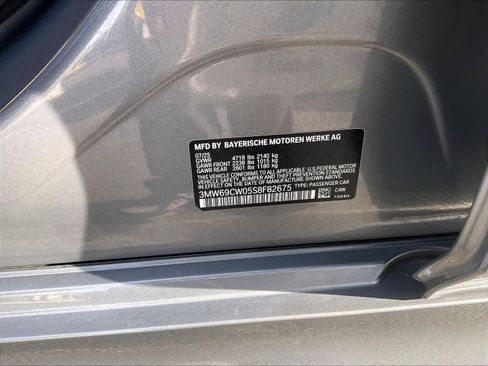 MFD BY BAYERISCHE MOTOREN WERKE AG
07/25
GVWR 4718 lbs 2140 kg
GAWR FRONT 2238 lbs 1015 kg
GAWR REAR 2601 lbs 1180 kg
THIS VEHICLE CONFORMS TO ALL APPLICABLE U.S. FEDERAL MOTOR
VEHICLE SAFETY, BUMPER AND THEFT PREVENTION STANDARDS
IN EFFECT ON THE DATE OF MANUFACTURE SHOWN ABOVE.
3MW69CW05S8F82675 TYPE: PASSENGER CAR
C4W